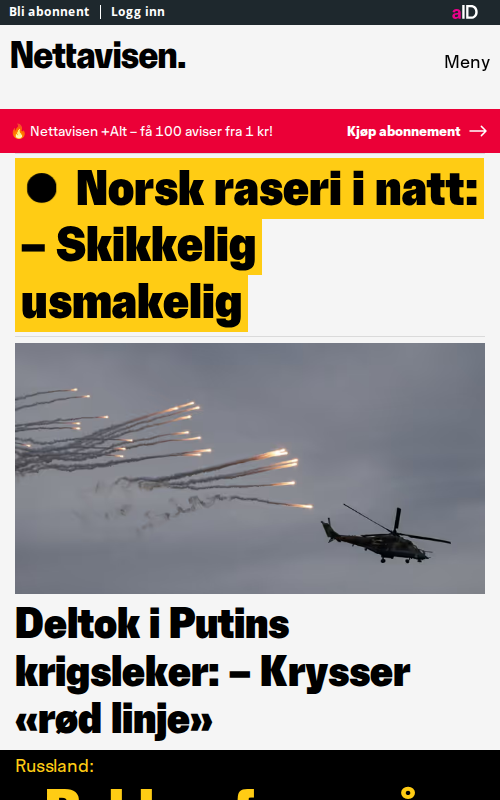 Bli abonnent | Logg inn
aID
Nettavisen.
Meny
🔥 Nettavisen +Alt – få 100 aviser fra 1 kr!
Kjøp abonnement →
● Norsk raseri i natt:
– Skikkelig
usmakelig
Deltok i Putins
krigsleker: – Krysser
«rød linje»
Russland: